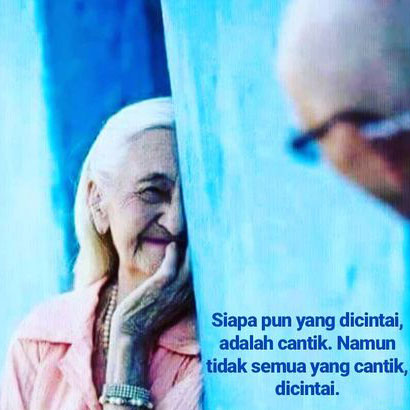 Siapa pun yang dicintai,
adalah cantik. Namun
tidak semua yang cantik,
dicintai.